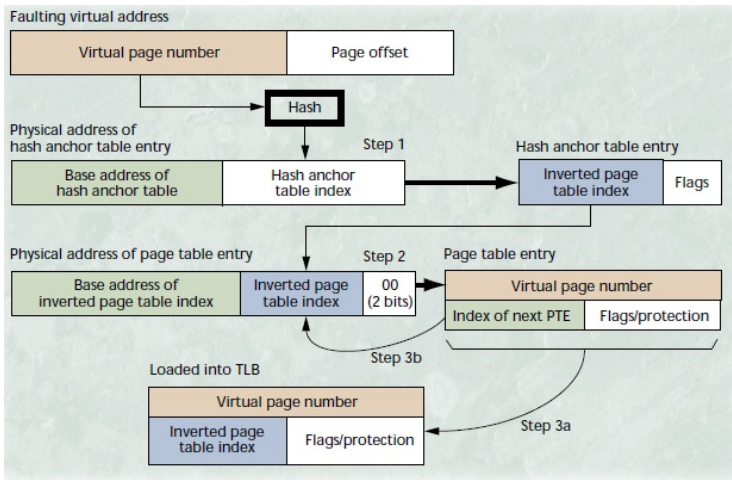 Faulting virtual address
Virtual page number
Page offset
Hash
Physical address of
hash anchor table entry
Step 1
Hash anchor table entry
Base address of
hash anchor table
Hash anchor
table index
Inverted page
table index
Flags
Physical address of page table entry
Step 2
Page table entry
Base address of
inverted page table index
Inverted page
table index
00
(2 bits)
Virtual page number
Index of next PTE
Flags/protection
Step 3b
Loaded into TLB
Virtual page number
Step 3a
Inverted page
table index
Flags/protection